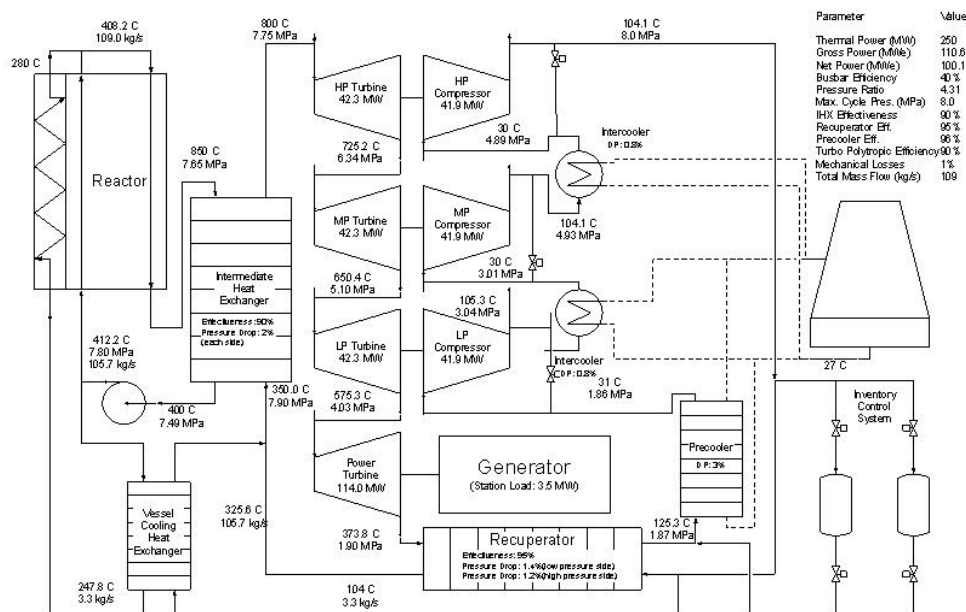 408.2 C
109.0 kg/s
280 C
Reactor
850 C
7.65 MPa
800 C
7.75 MPa
Intermediate
Heat
Exchanger
Effectiveness: 90%
Pressure Drop: 2%
(each side)
412.2 C
7.80 MPa
105.7 kg/s
400 C
7.49 MPa
350.0 C
7.90 MPa
Vessel
Cooling
Heat
Exchanger
325.6 C
105.7 kg/s
247.8 C
3.3 kg/s
HP Turbine
42.3 MW
HP
Compressor
41.9 MW
104.1 C
8.0 MPa
725.2 C
6.34 MPa
30 C
4.89 MPa
Intercooler
DP: 0.8%
MP Turbine
42.3 MW
MP
Compressor
41.9 MW
104.1 C
4.93 MPa
650.4 C
5.10 MPa
30 C
3.01 MPa
LP Turbine
42.3 MW
105.3 C
3.04 MPa
LP
Compressor
41.9 MW
Intercooler
DP: 0.8%
575.3 C
4.03 MPa
31 C
1.86 MPa
Power
Turbine
114.0 MW
Generator
(Station Load: 3.5 MW)
Precooler
DP: 3%
373.8 C
1.90 MPa
Recuperator
Effectiveness: 95%
Pressure Drop: 1.4%(low pressure side)
Pressure Drop: 1.2%(high pressure side)
125.3 C
1.87 MPa
104 C
3.3 kg/s
27 C
Inventory
Control
System
Parameter Value
Thermal Power (MW) 250
Gross Power (MWe) 110.6
Net Power (MWe) 100.1
Busbar Efficiency 40%
Pressure Ratio 4.31
Max. Cycle Pres. (MPa) 8.0
IHX Effectiveness 90%
Recuperator Eff. 95%
Precooler Eff. 96%
Turbo Polytropic Efficiency 90%
Mechanical Losses 1%
Total Mass Flow (kg/s) 109